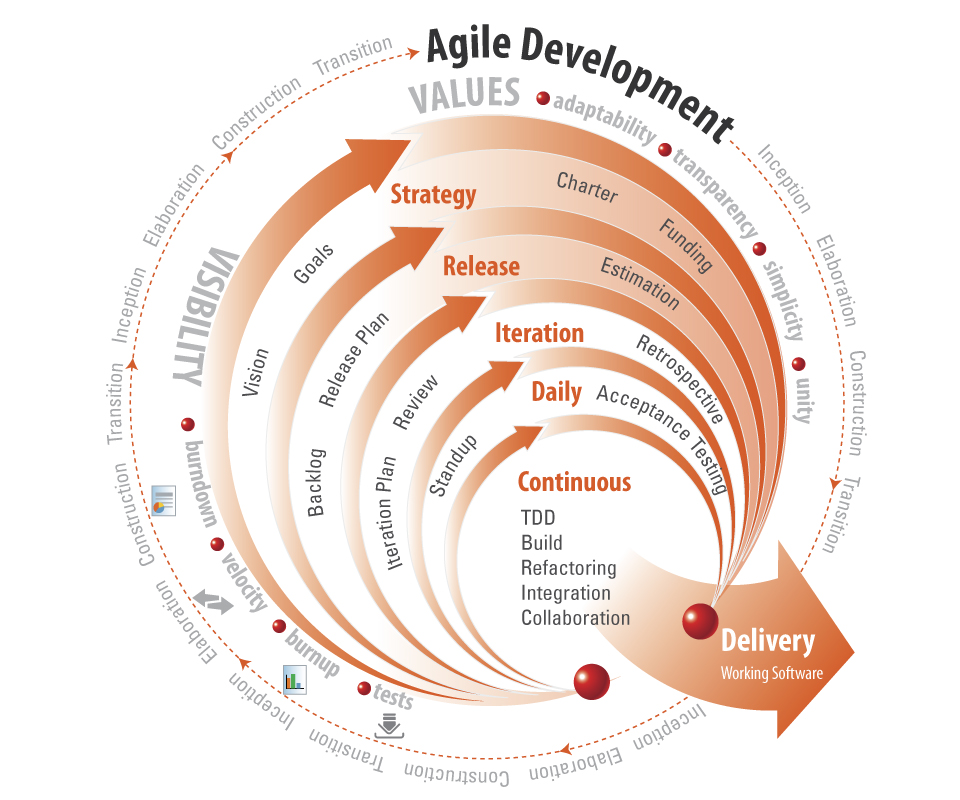 Agile Development
VALUES
adaptability
transparency
simplicity
unity
VISIBILITY
burndown
velocity
burnup
tests
Strategy
Charter
Funding
Goals
Vision
Release
Estimation
Release Plan
Backlog
Iteration
Retrospective
Review
Iteration Plan
Daily
Acceptance Testing
Standup
Continuous
TDD
Build
Refactoring
Integration
Collaboration
Delivery
Working Software
Inception
Elaboration
Construction
Transition
Inception
Elaboration
Construction
Transition
Inception
Elaboration
Construction
Transition
Inception
Elaboration
Construction
Transition